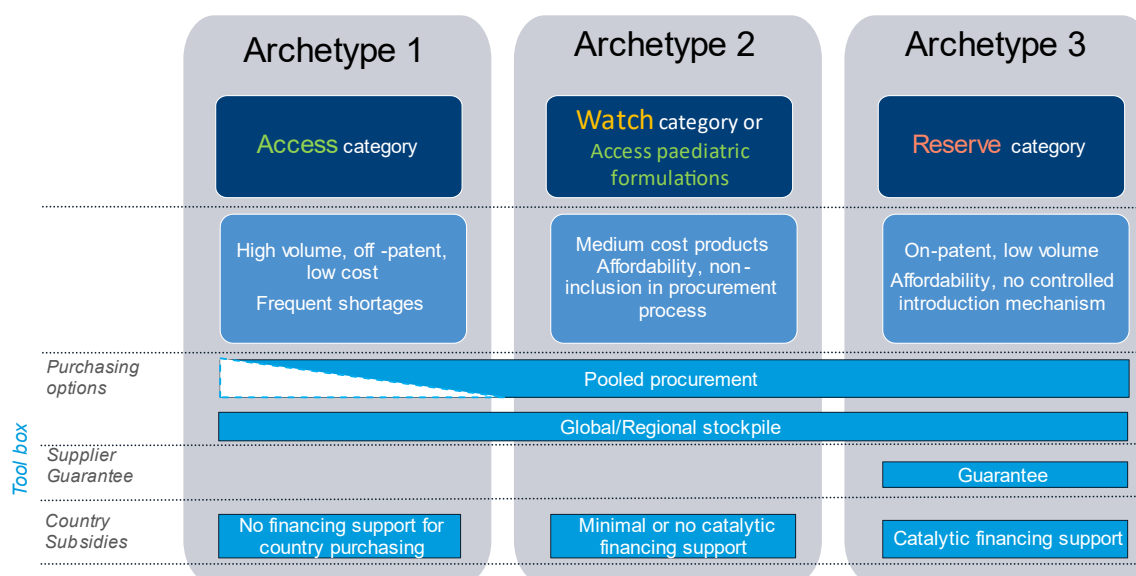 Archetype 1
Archetype 2
Archetype 3
Access category
Watch category or
Access paediatric
formulations
Reserve category
High volume, off -patent,
low cost
Frequent shortages
Medium cost products
Affordability, non-
inclusion in procurement
process
On-patent, low volume
Affordability, no controlled
introduction mechanism
Tool box
Purchasing
options
Pooled procurement
Global/Regional stockpile
Supplier
Guarantee
Guarantee
Country
Subsidies
No financing support for
country purchasing
Minimal or no catalytic
financing support
Catalytic financing support